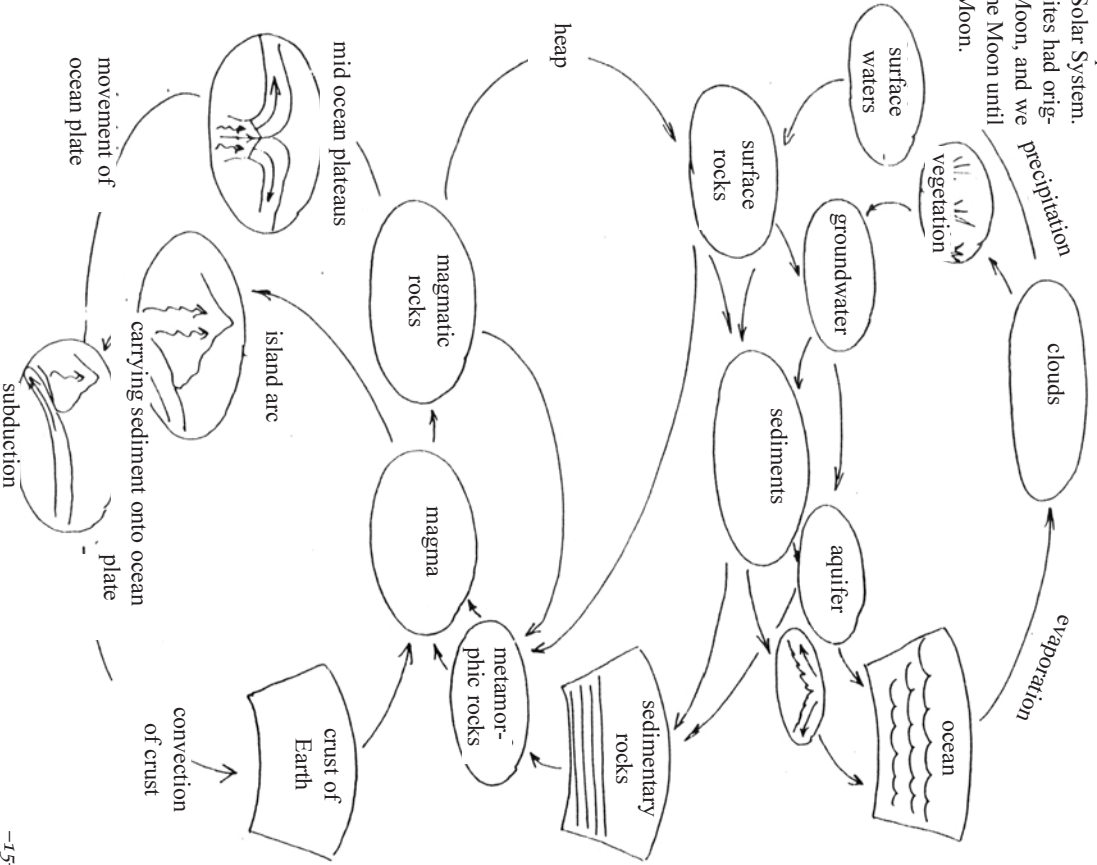 Solar System.
ites had orig-
Moon, and we
ne Moon until
Moon.
precipitation
clouds
evaporation
vegetation
surface
waters
groundwater
aquifer
ocean
surface
rocks
sediments
sedimentary
rocks
heap
magmatic
rocks
magma
metamor-
phic rocks
mid ocean plateaus
island arc
crust of
Earth
convection
of crust
movement of
ocean plate
carrying sediment onto ocean
plate
subduction
–15